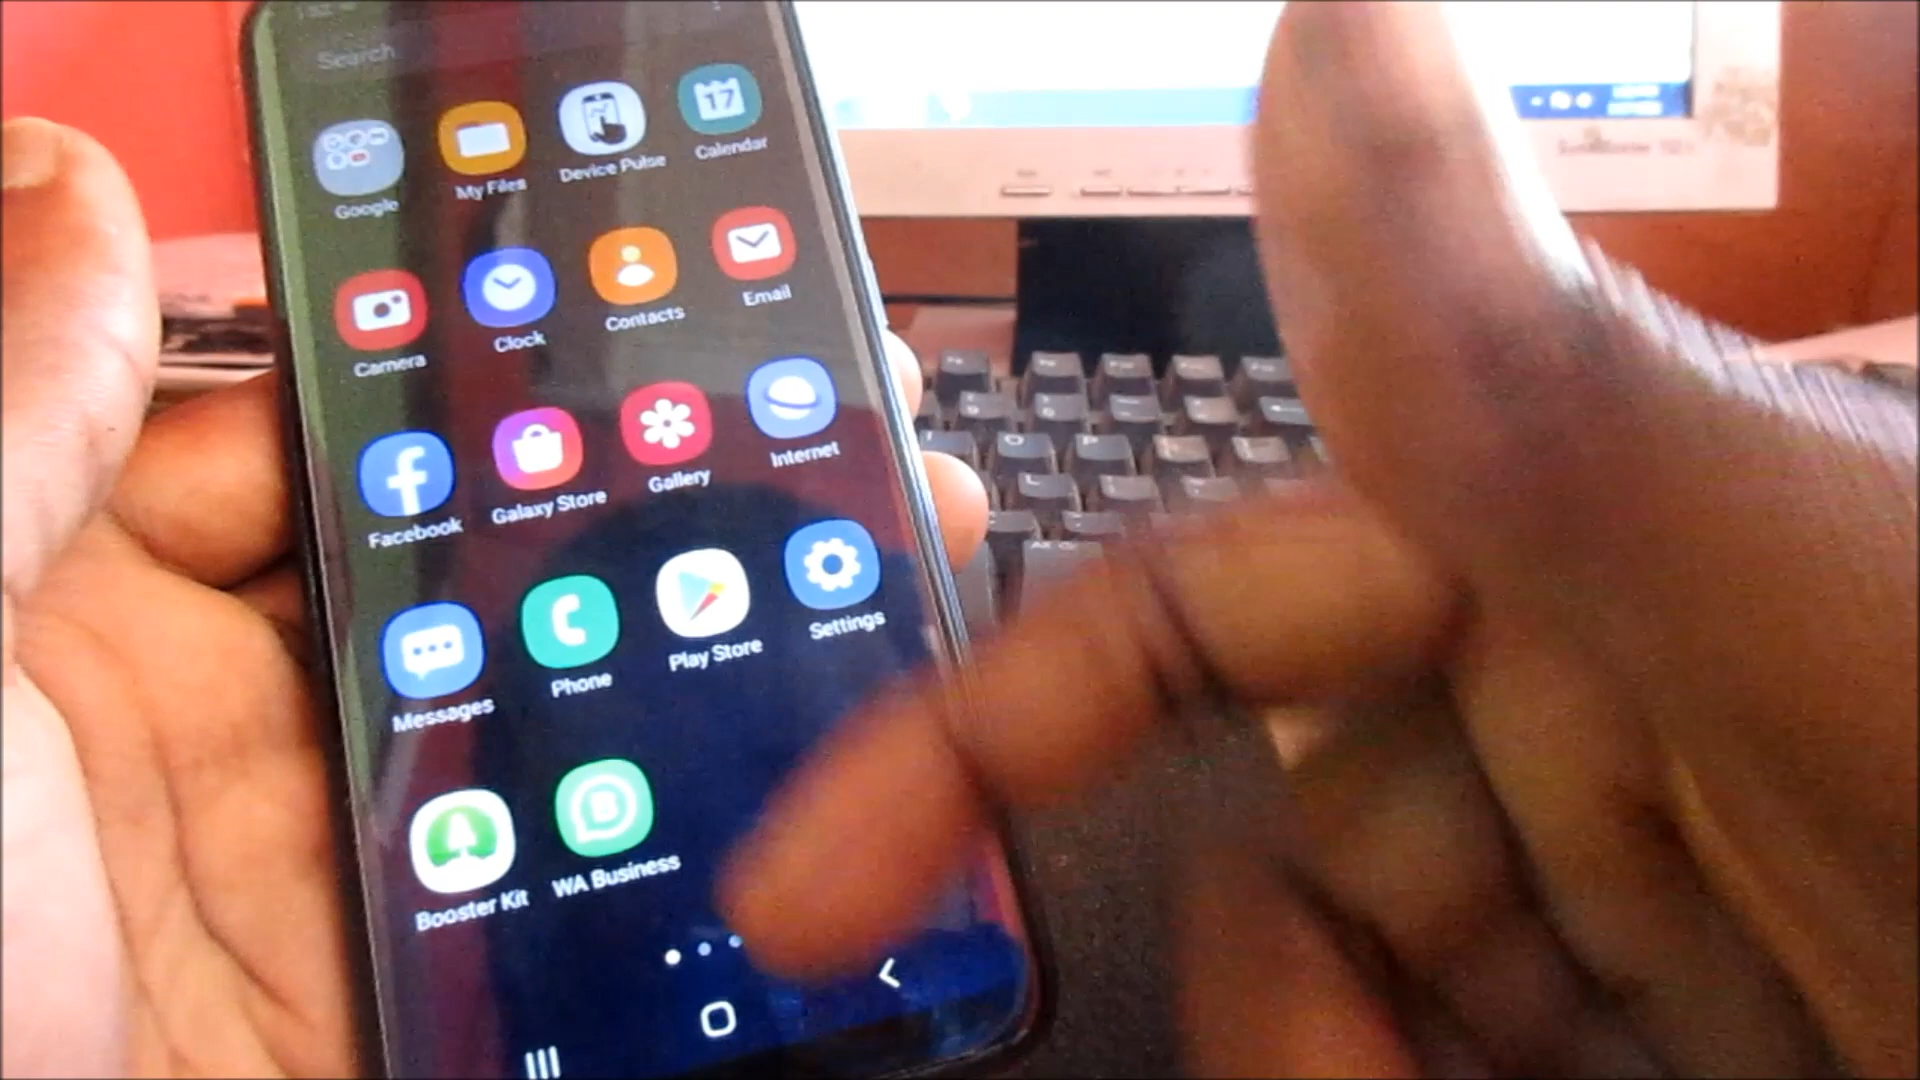 Search
Google
My Files
Device Pulse
17
Calendar
Camera
Clock
Contacts
Email
Facebook
Galaxy Store
Gallery
Internet
Messages
Phone
Play Store
Settings
Booster Kit
B
WA Business
O
P
L